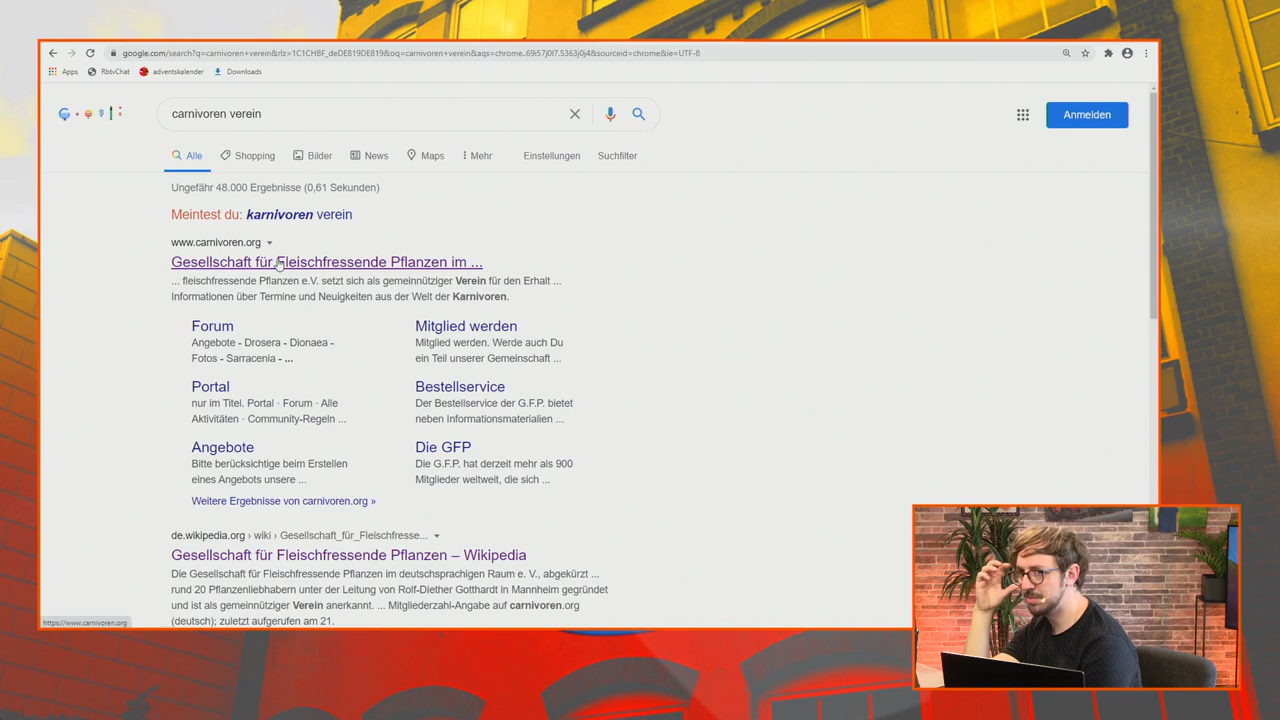 google.com/search?q=carnivoren+verein&rlz=1C1CHBF_deDE819DE819&oq=carnivoren+verein&aqs=chrome..69i57j0l7.5363j0j4&sourceid=chrome&ie=UTF-8
Apps RbtvChat adventskalender Downloads
carnivoren verein
Anmelden
Alle Shopping Bilder News Maps Mehr Einstellungen Suchfilter
Ungefähr 48.000 Ergebnisse (0,61 Sekunden)
Meintest du: karnivoren verein
www.carnivoren.org
Gesellschaft für Fleischfressende Pflanzen im ...
... fleischfressende Pflanzen e.V. setzt sich als gemeinnütziger Verein für den Erhalt ...
Informationen über Termine und Neuigkeiten aus der Welt der Karnivoren.
Forum
Angebote - Drosera - Dionaea -
Fotos - Sarracenia - ...
Mitglied werden
Mitglied werden. Werde auch Du
ein Teil unserer Gemeinschaft ...
Portal
nur im Titel. Portal · Forum · Alle
Aktivitäten · Community-Regeln ...
Bestellservice
Der Bestellservice der G.F.P. bietet
neben Informationsmaterialien ...
Angebote
Bitte berücksichtige beim Erstellen
eines Angebots unsere ...
Die GFP
Die G.F.P. hat derzeit mehr als 900
Mitglieder weltweit, die sich ...
Weitere Ergebnisse von carnivoren.org »
de.wikipedia.org › wiki › Gesellschaft_für_Fleischfresse...
Gesellschaft für Fleischfressende Pflanzen – Wikipedia
Die Gesellschaft für Fleischfressende Pflanzen im deutschsprachigen Raum e. V., abgekürzt ...
rund 20 Pflanzenliebhabern unter der Leitung von Rolf-Diether Gotthardt in Mannheim gegründet
und ist als gemeinnütziger Verein anerkannt. ... Mitgliederzahl-Angabe auf carnivoren.org
(deutsch); zuletzt aufgerufen am 21.
https://www.carnivoren.org